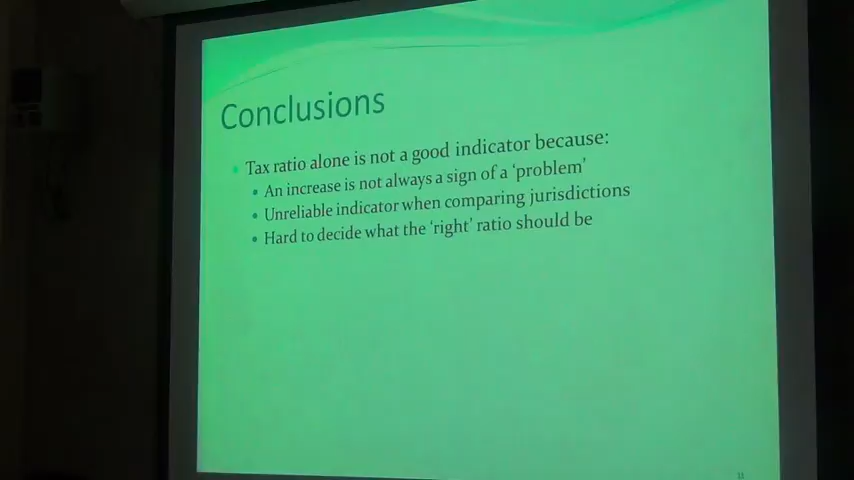 Conclusions
Tax ratio alone is not a good indicator because:
An increase is not always a sign of a ‘problem’
Unreliable indicator when comparing jurisdictions
Hard to decide what the ‘right’ ratio should be
11